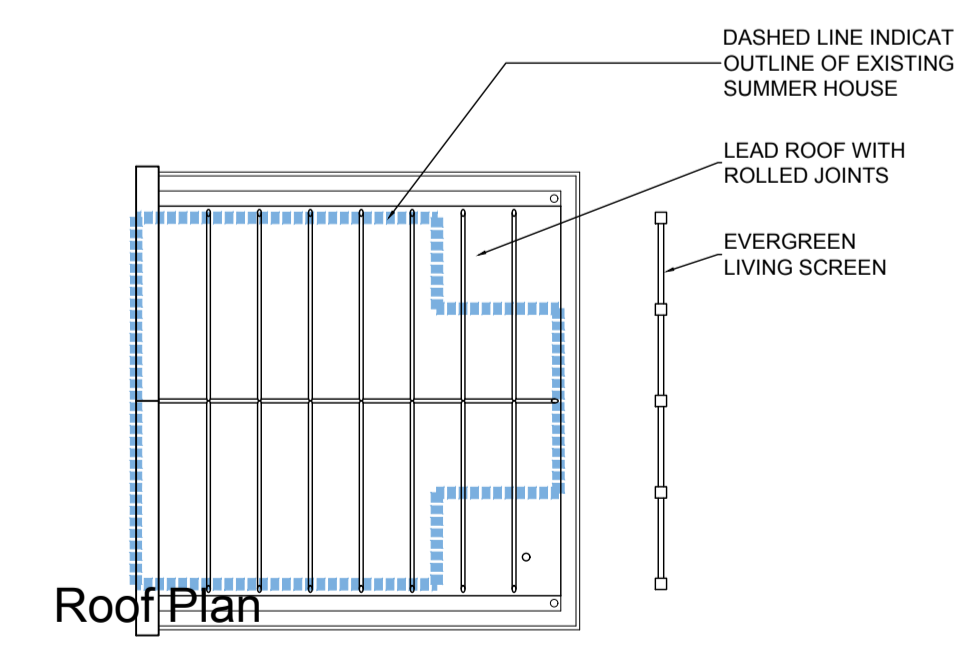 DASHED LINE INDICAT
OUTLINE OF EXISTING
SUMMER HOUSE
LEAD ROOF WITH
ROLLED JOINTS
EVERGREEN
LIVING SCREEN
Roof Plan